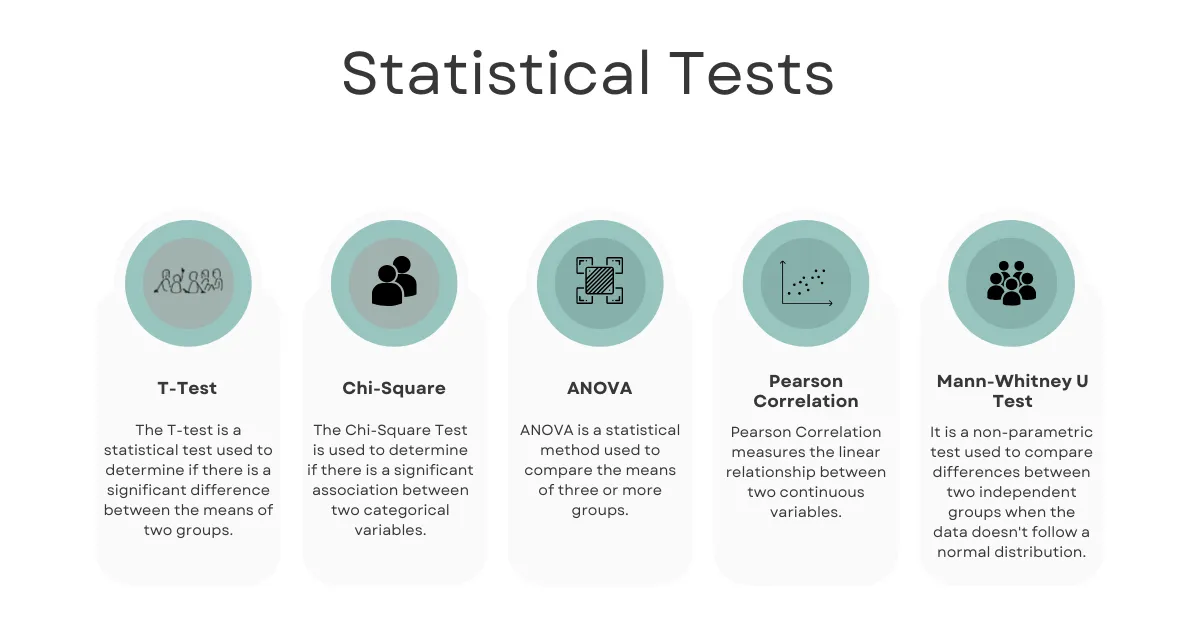 Statistical Tests
T-Test
The T-test is a
statistical test used to
determine if there is a
significant difference
between the means of
two groups.
Chi-Square
The Chi-Square Test
is used to determine
if there is a significant
association between
two categorical
variables.
ANOVA
ANOVA is a statistical
method used to
compare the means
of three or more
groups.
Pearson
Correlation
Pearson Correlation
measures the linear
relationship between
two continuous
variables.
Mann-Whitney U
Test
It is a non-parametric
test used to compare
differences between
two independent
groups when the
data doesn't follow a
normal distribution.